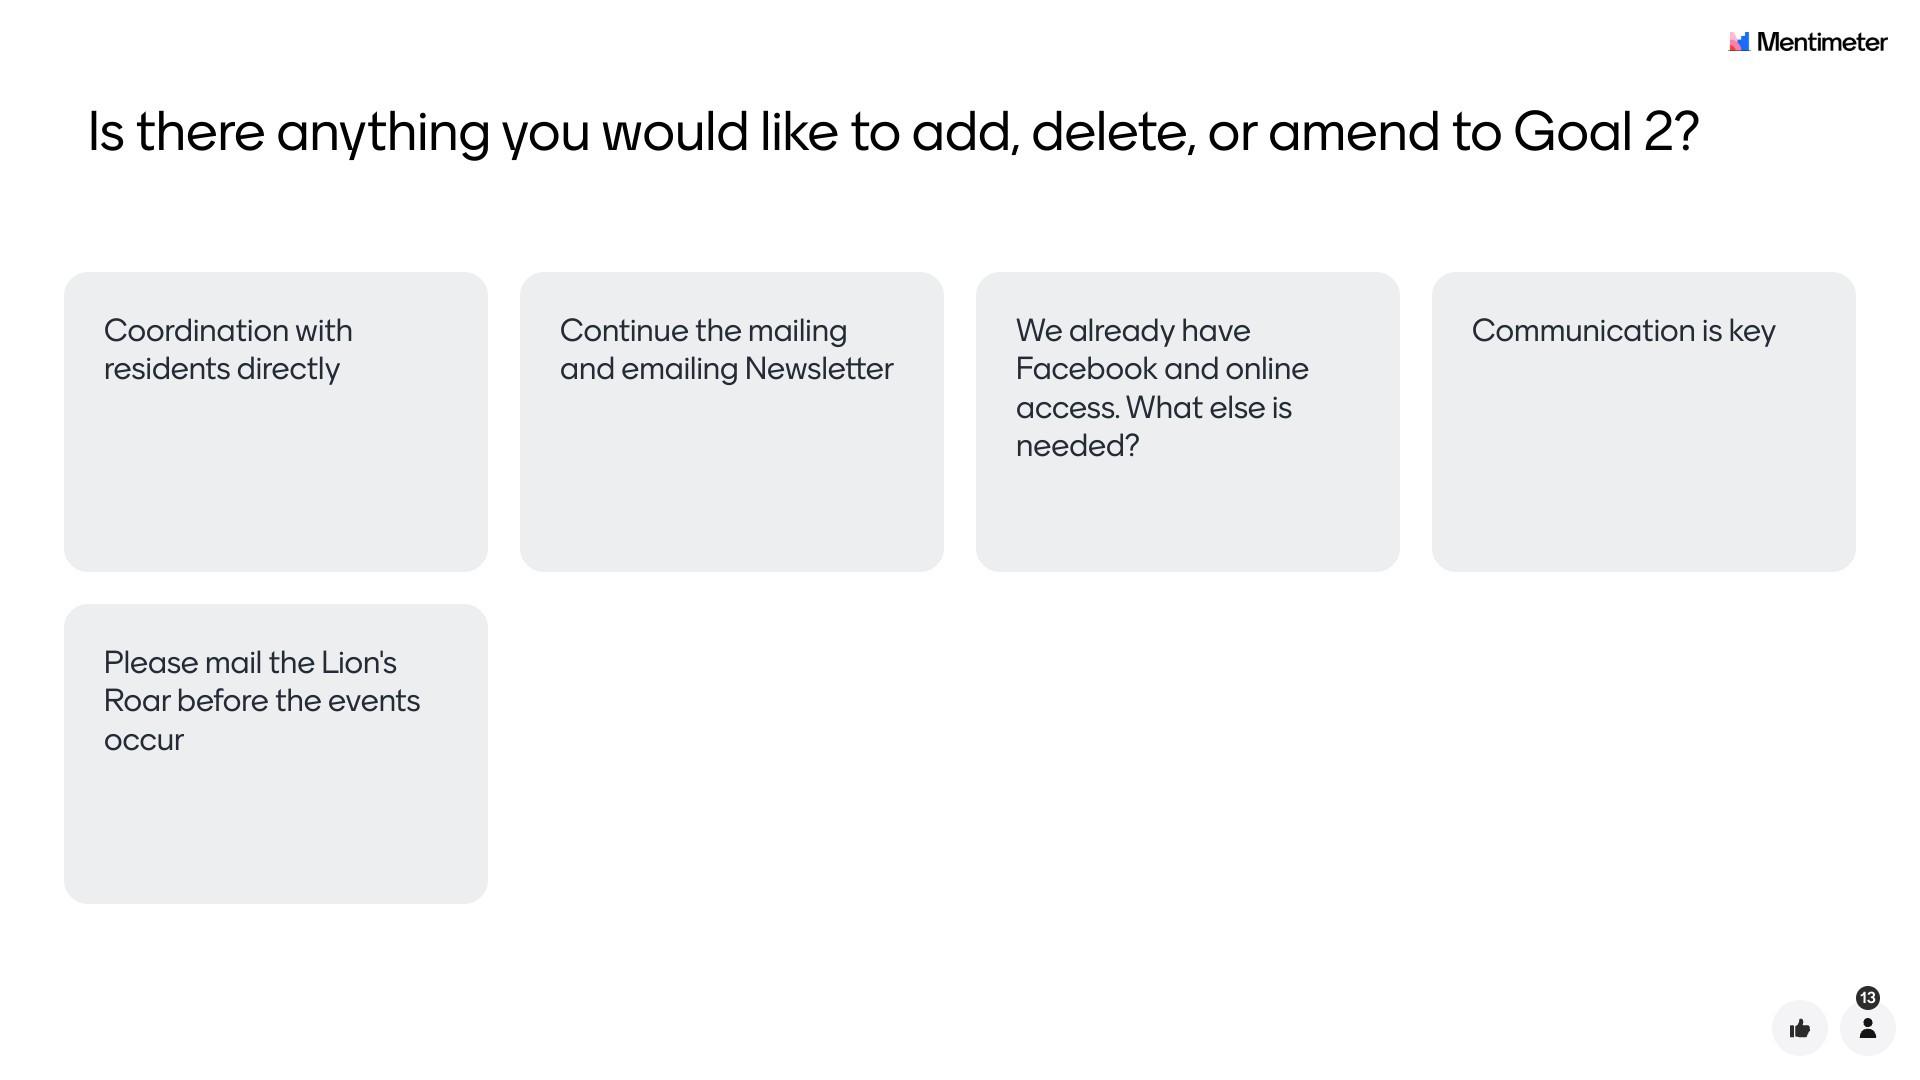 Mentimeter
Is there anything you would like to add, delete, or amend to Goal 2?
Coordination with
residents directly
Continue the mailing
and emailing Newsletter
We already have
Facebook and online
access. What else is
needed?
Communication is key
Please mail the Lion's
Roar before the events
occur
13